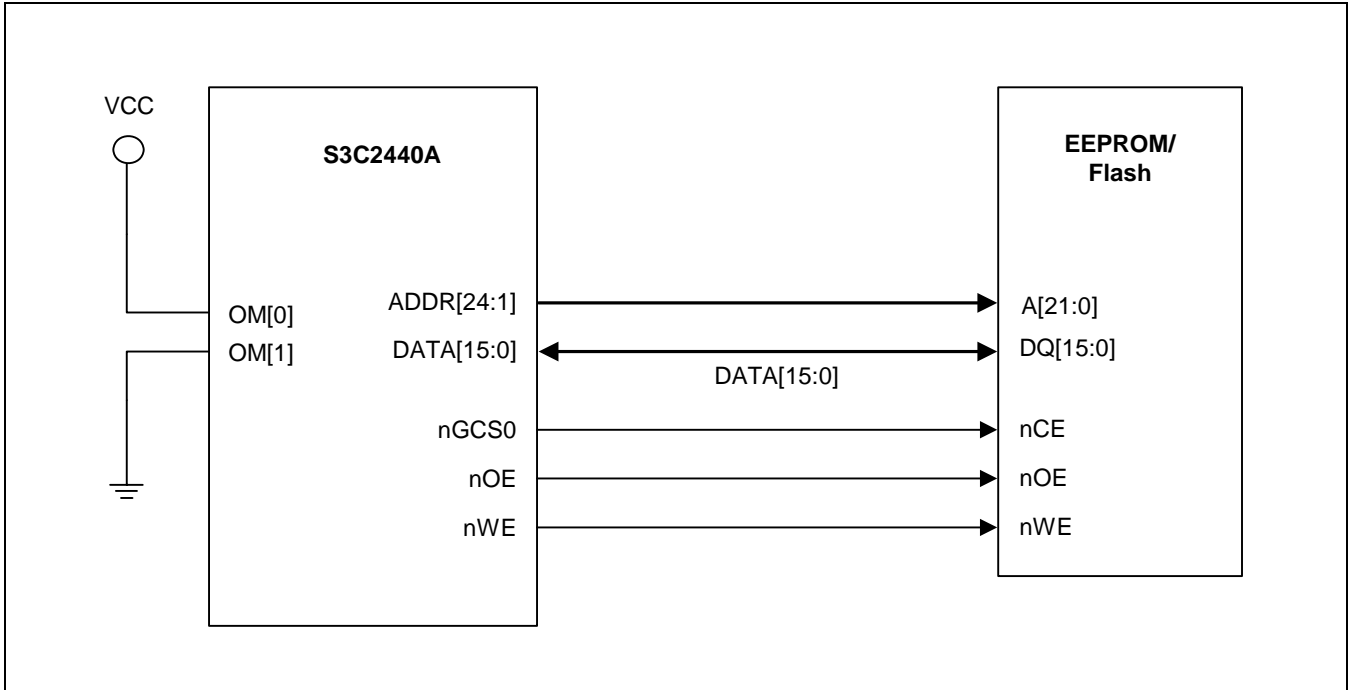 VCC
S3C2440A
EEPROM/
Flash
OM[0]
OM[1]
ADDR[24:1]
DATA[15:0]
nGCS0
nOE
nWE
DATA[15:0]
A[21:0]
DQ[15:0]
nCE
nOE
nWE